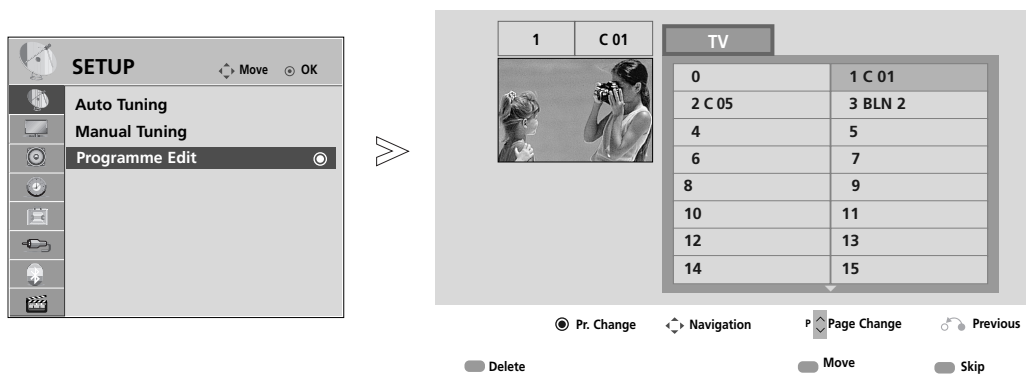 SETUP
Move OK
Auto Tuning
Manual Tuning
Programme Edit
1 C 01
TV
0 1 C 01
2 C 05 3 BLN 2
4 5
6 7
8 9
10 11
12 13
14 15
Pr. Change Navigation P Page Change Previous
Delete Move Skip